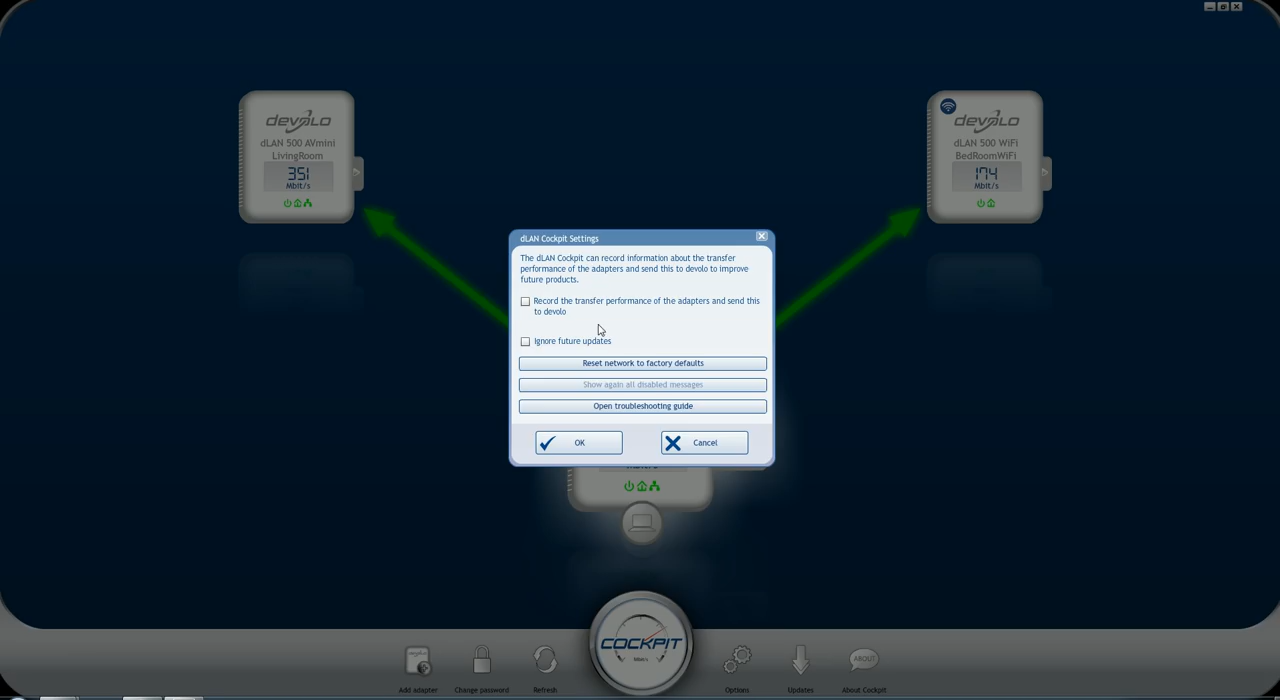 devolo
dLAN 500 AVmini
LivingRoom
351
Mbit/s
devolo
dLAN 500 WiFi
BedRoomWiFi
174
Mbit/s
dLAN Cockpit Settings
The dLAN Cockpit can record information about the transfer
performance of the adapters and send this to devolo to improve
future products.
Record the transfer performance of the adapters and send this
to devolo
Ignore future updates
Reset network to factory defaults
Show again all disabled messages
Open troubleshooting guide
OK
Cancel
COCKPIT
devolo
ABOUT
Add adapter
Change password
Refresh
Options
Updates
About Cockpit